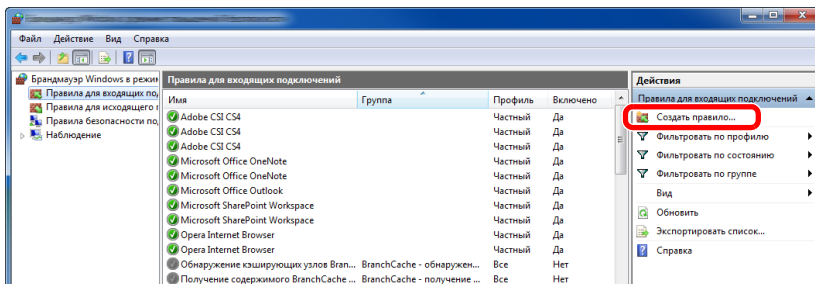 Файл Действие Вид Справка
Брандмауэр Windows в режим
Правила для входящих под
Правила для исходящего п
Правила безопасности по
Наблюдение
Правила для входящих подключений
Имя Группа Профиль Включено
Adobe CSI CS4 Частный Да
Adobe CSI CS4 Частный Да
Adobe CSI CS4 Частный Да
Microsoft Office OneNote Частный Да
Microsoft Office OneNote Частный Да
Microsoft Office Outlook Частный Да
Microsoft SharePoint Workspace Частный Да
Microsoft SharePoint Workspace Частный Да
Opera Internet Browser Частный Да
Opera Internet Browser Частный Да
Обнаружение кэширующих узлов Bran... BranchCache - обнаружен... Все Нет
Получение содержимого BranchCache ... BranchCache - получение ... Все Нет
Действия
Правила для входящих подключений
Создать правило...
Фильтровать по профилю
Фильтровать по состоянию
Фильтровать по группе
Вид
Обновить
Экспортировать список...
Справка